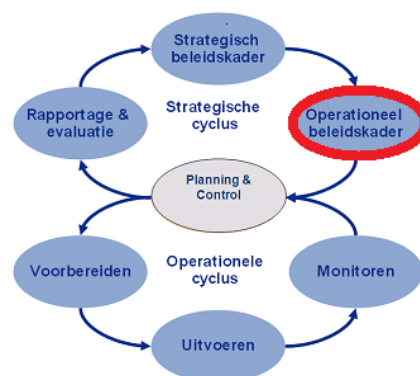 Strategisch
beleidskader
Rapportage &
evaluatie
Strategische
cyclus
Operationeel
beleidskader
Planning &
Control
Voorbereiden
Operationele
cyclus
Monitoren
Uitvoeren